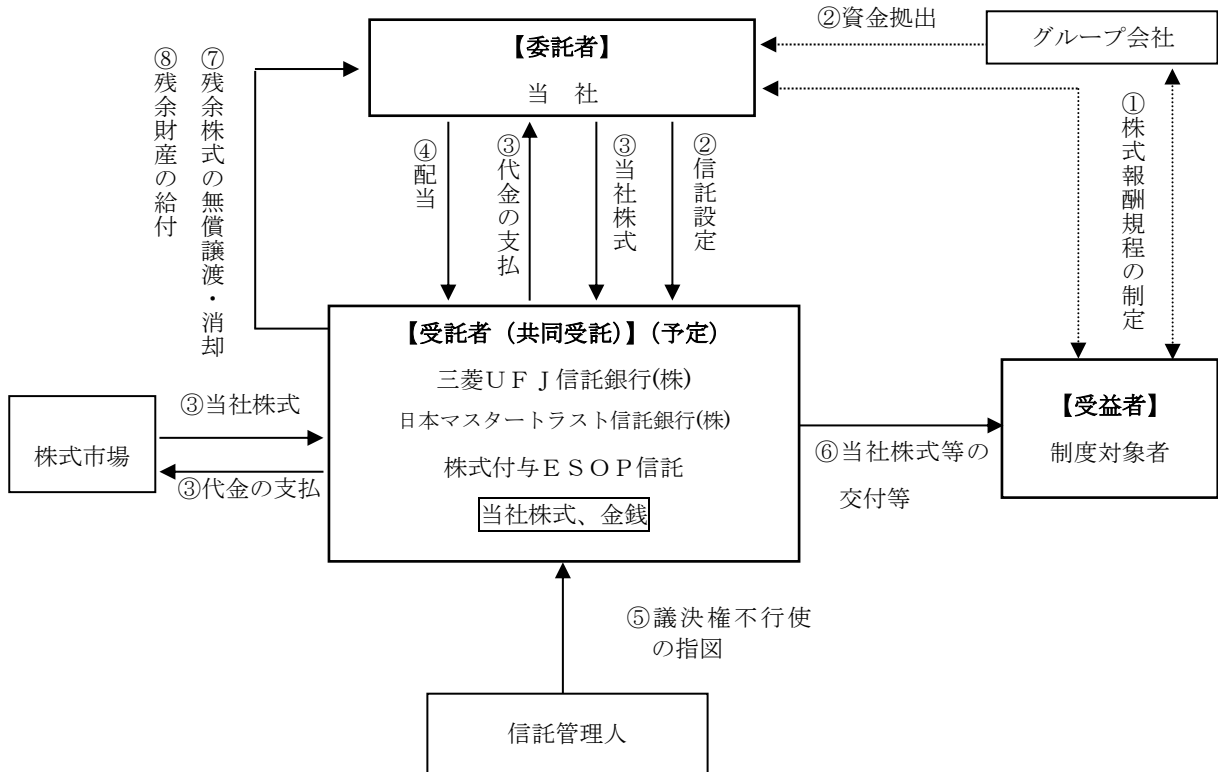 ②資金拠出
グループ会社
【委託者】
当 社
⑦残余株式の無償譲渡・消却
⑧残余財産の給付
④配当
③代金の支払
③当社株式
②信託設定
①株式報酬規程の制定
【受託者（共同受託）】（予定）
三菱UFJ信託銀行(株)
日本マスタートラスト信託銀行(株)
株式付与ESOP信託
当社株式、金銭
株式市場
③当社株式
③代金の支払
【受益者】
制度対象者
⑥当社株式等の
交付等
⑤議決権不行使
の指図
信託管理人